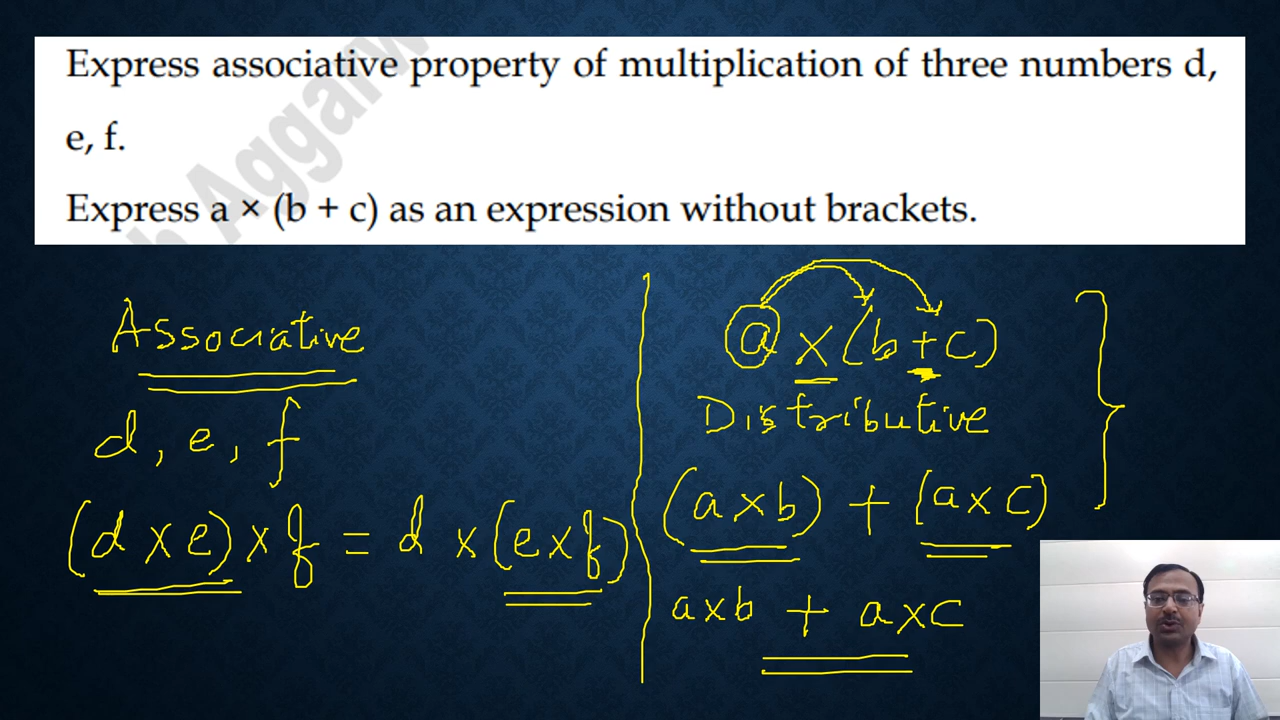 Express associative property of multiplication of three numbers d,
e, f.
Express a × (b + c) as an expression without brackets.
Associative
d, e, f
(d × e) × f = d × (e × f)
a × (b + c)
Distributive
(a × b) + (a × c)
a × b + a × c